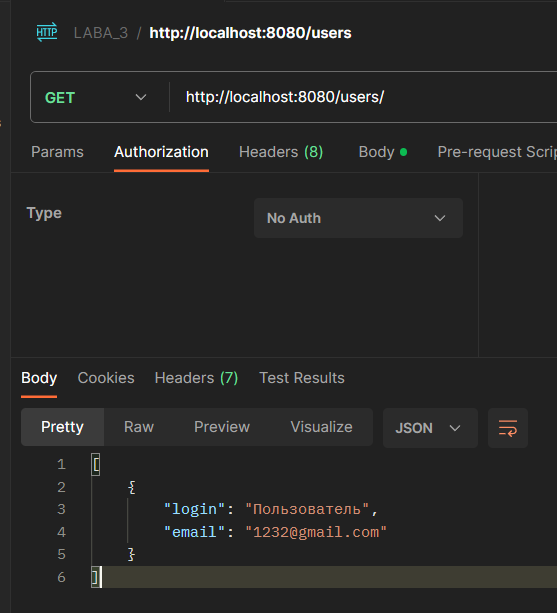 HTTP LABA_3 / http://localhost:8080/users
GET http://localhost:8080/users/
Params Authorization Headers (8) Body Pre-request Scrip
Type No Auth
Body Cookies Headers (7) Test Results
Pretty Raw Preview Visualize JSON
1 [
2 {
3 "login": "Пользователь",
4 "email": "1232@gmail.com"
5 }
6 ]